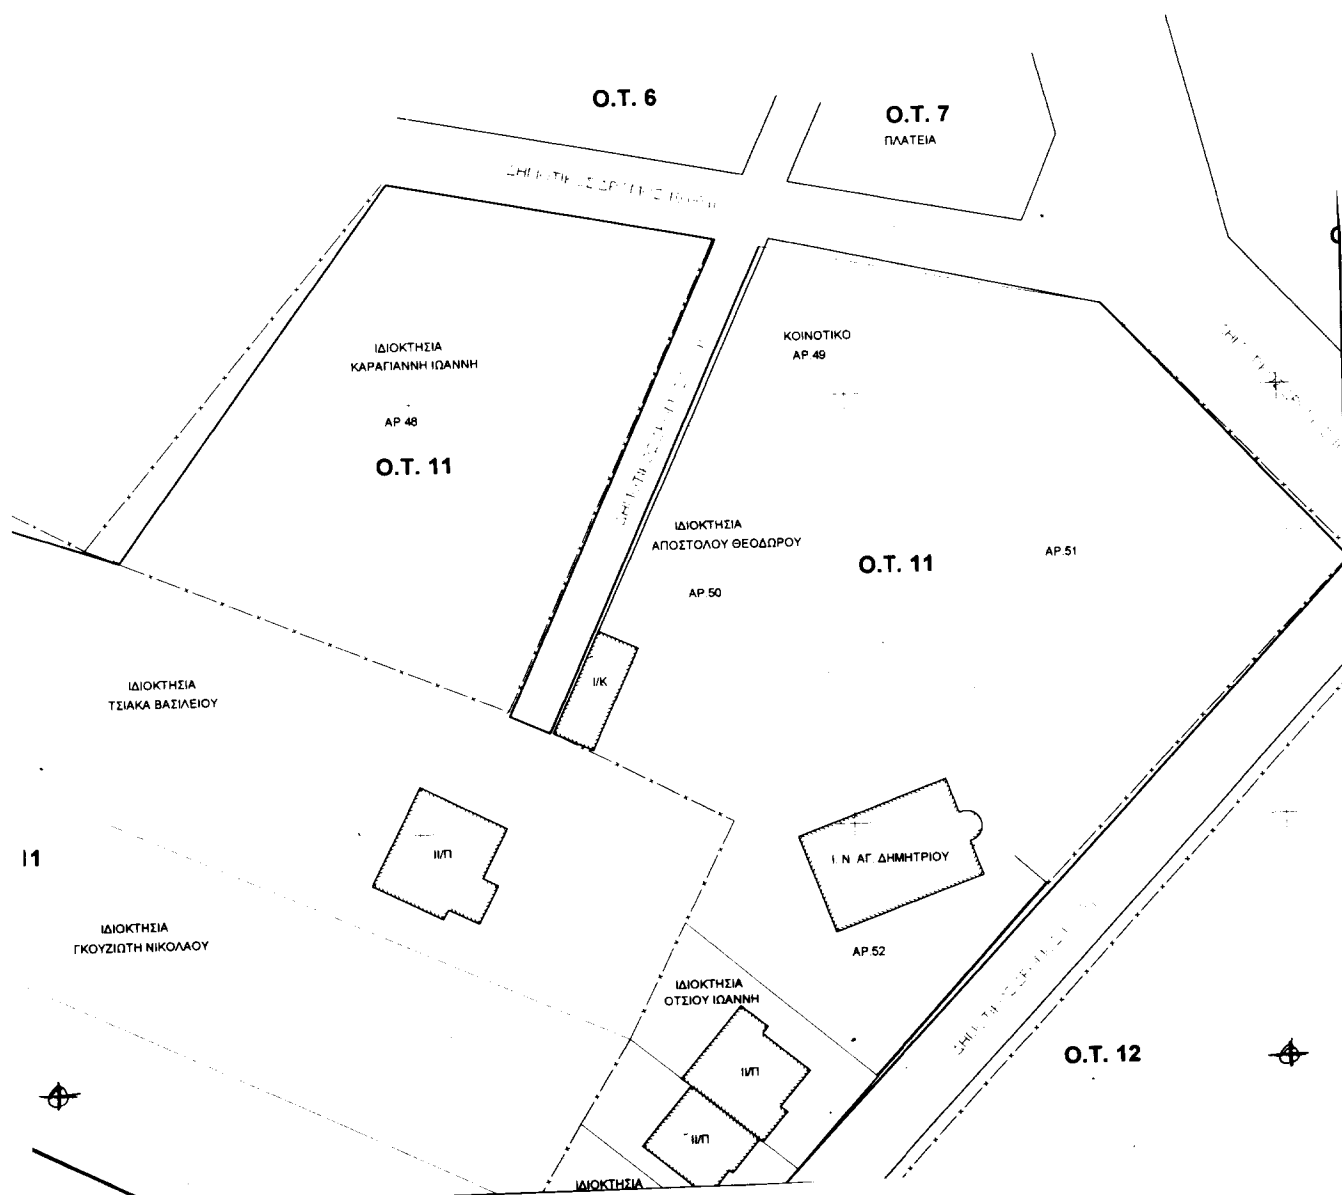 Ο.Τ. 6
Ο.Τ. 7
ΠΛΑΤΕΙΑ
ΚΟΙΝΟΤΙΚΟ
ΑΡ 49
ΙΔΙΟΚΤΗΣΙΑ
ΚΑΡΑΓΙΑΝΝΗ ΙΩΑΝΝΗ
ΑΡ 48
Ο.Τ. 11
ΙΔΙΟΚΤΗΣΙΑ
ΑΠΟΣΤΟΛΟΥ ΘΕΟΔΩΡΟΥ
ΑΡ 50
Ο.Τ. 11
ΑΡ.51
Ι/Κ
ΙΔΙΟΚΤΗΣΙΑ
ΤΣΙΑΚΑ ΒΑΣΙΛΕΙΟΥ
ΙΙ/Π
Ι. Ν. ΑΓ. ΔΗΜΗΤΡΙΟΥ
11
ΙΔΙΟΚΤΗΣΙΑ
ΓΚΟΥΖΙΩΤΗ ΝΙΚΟΛΑΟΥ
ΑΡ.52
ΙΔΙΟΚΤΗΣΙΑ
ΟΤΣΙΟΥ ΙΩΑΝΝΗ
Ο.Τ. 12
ΙΙ/Π
ΙΙ/Π
ΙΔΙΟΚΤΗΣΙΑ